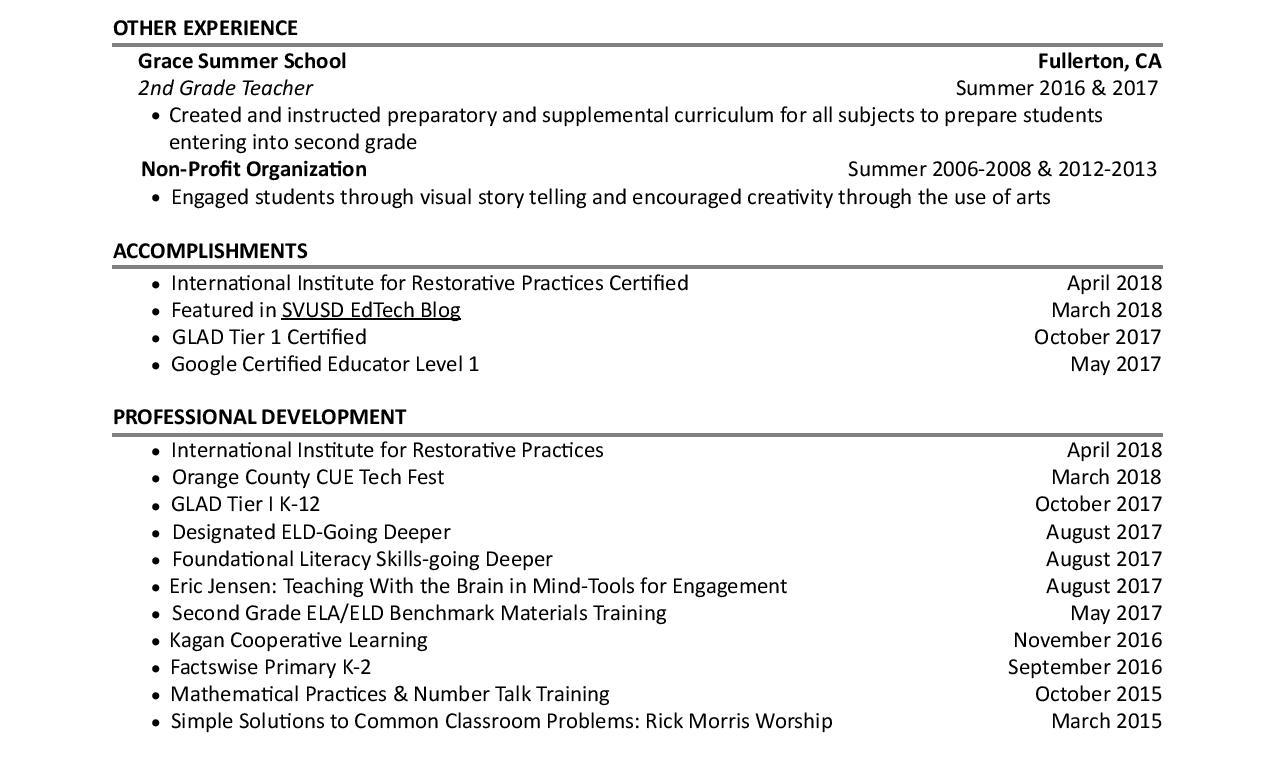 OTHER EXPERIENCE
Grace Summer School Fullerton, CA
2nd Grade Teacher Summer 2016 & 2017
• Created and instructed preparatory and supplemental curriculum for all subjects to prepare students
entering into second grade
Non-Profit Organization Summer 2006-2008 & 2012-2013
• Engaged students through visual story telling and encouraged creativity through the use of arts
ACCOMPLISHMENTS
• International Institute for Restorative Practices Certified April 2018
• Featured in SVUSD EdTech Blog March 2018
• GLAD Tier 1 Certified October 2017
• Google Certified Educator Level 1 May 2017
PROFESSIONAL DEVELOPMENT
• International Institute for Restorative Practices April 2018
• Orange County CUE Tech Fest March 2018
• GLAD Tier I K-12 October 2017
• Designated ELD-Going Deeper August 2017
• Foundational Literacy Skills-going Deeper August 2017
• Eric Jensen: Teaching With the Brain in Mind-Tools for Engagement August 2017
• Second Grade ELA/ELD Benchmark Materials Training May 2017
• Kagan Cooperative Learning November 2016
• Factswise Primary K-2 September 2016
• Mathematical Practices & Number Talk Training October 2015
• Simple Solutions to Common Classroom Problems: Rick Morris Worship March 2015